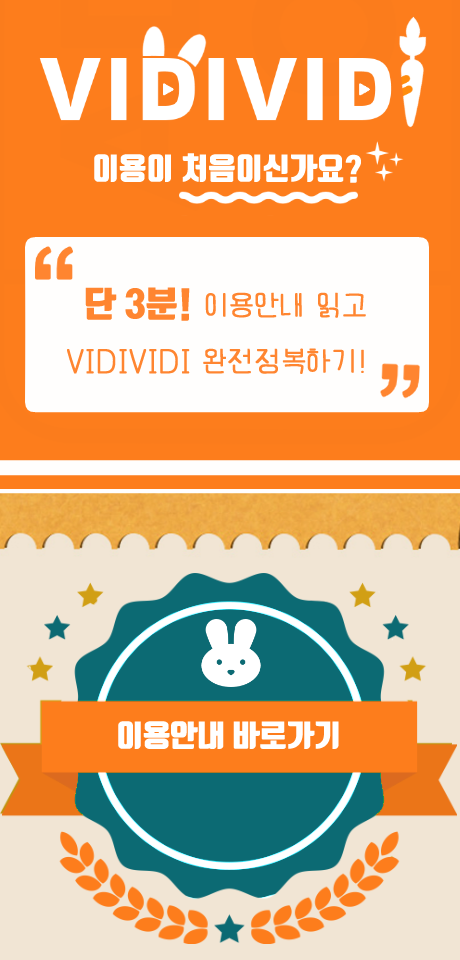 VIDIVIDI
이용이 처음이신가요?
“
단 3분! 이용안내 읽고
VIDIVIDI 완전정복하기!
”
이용안내 바로가기